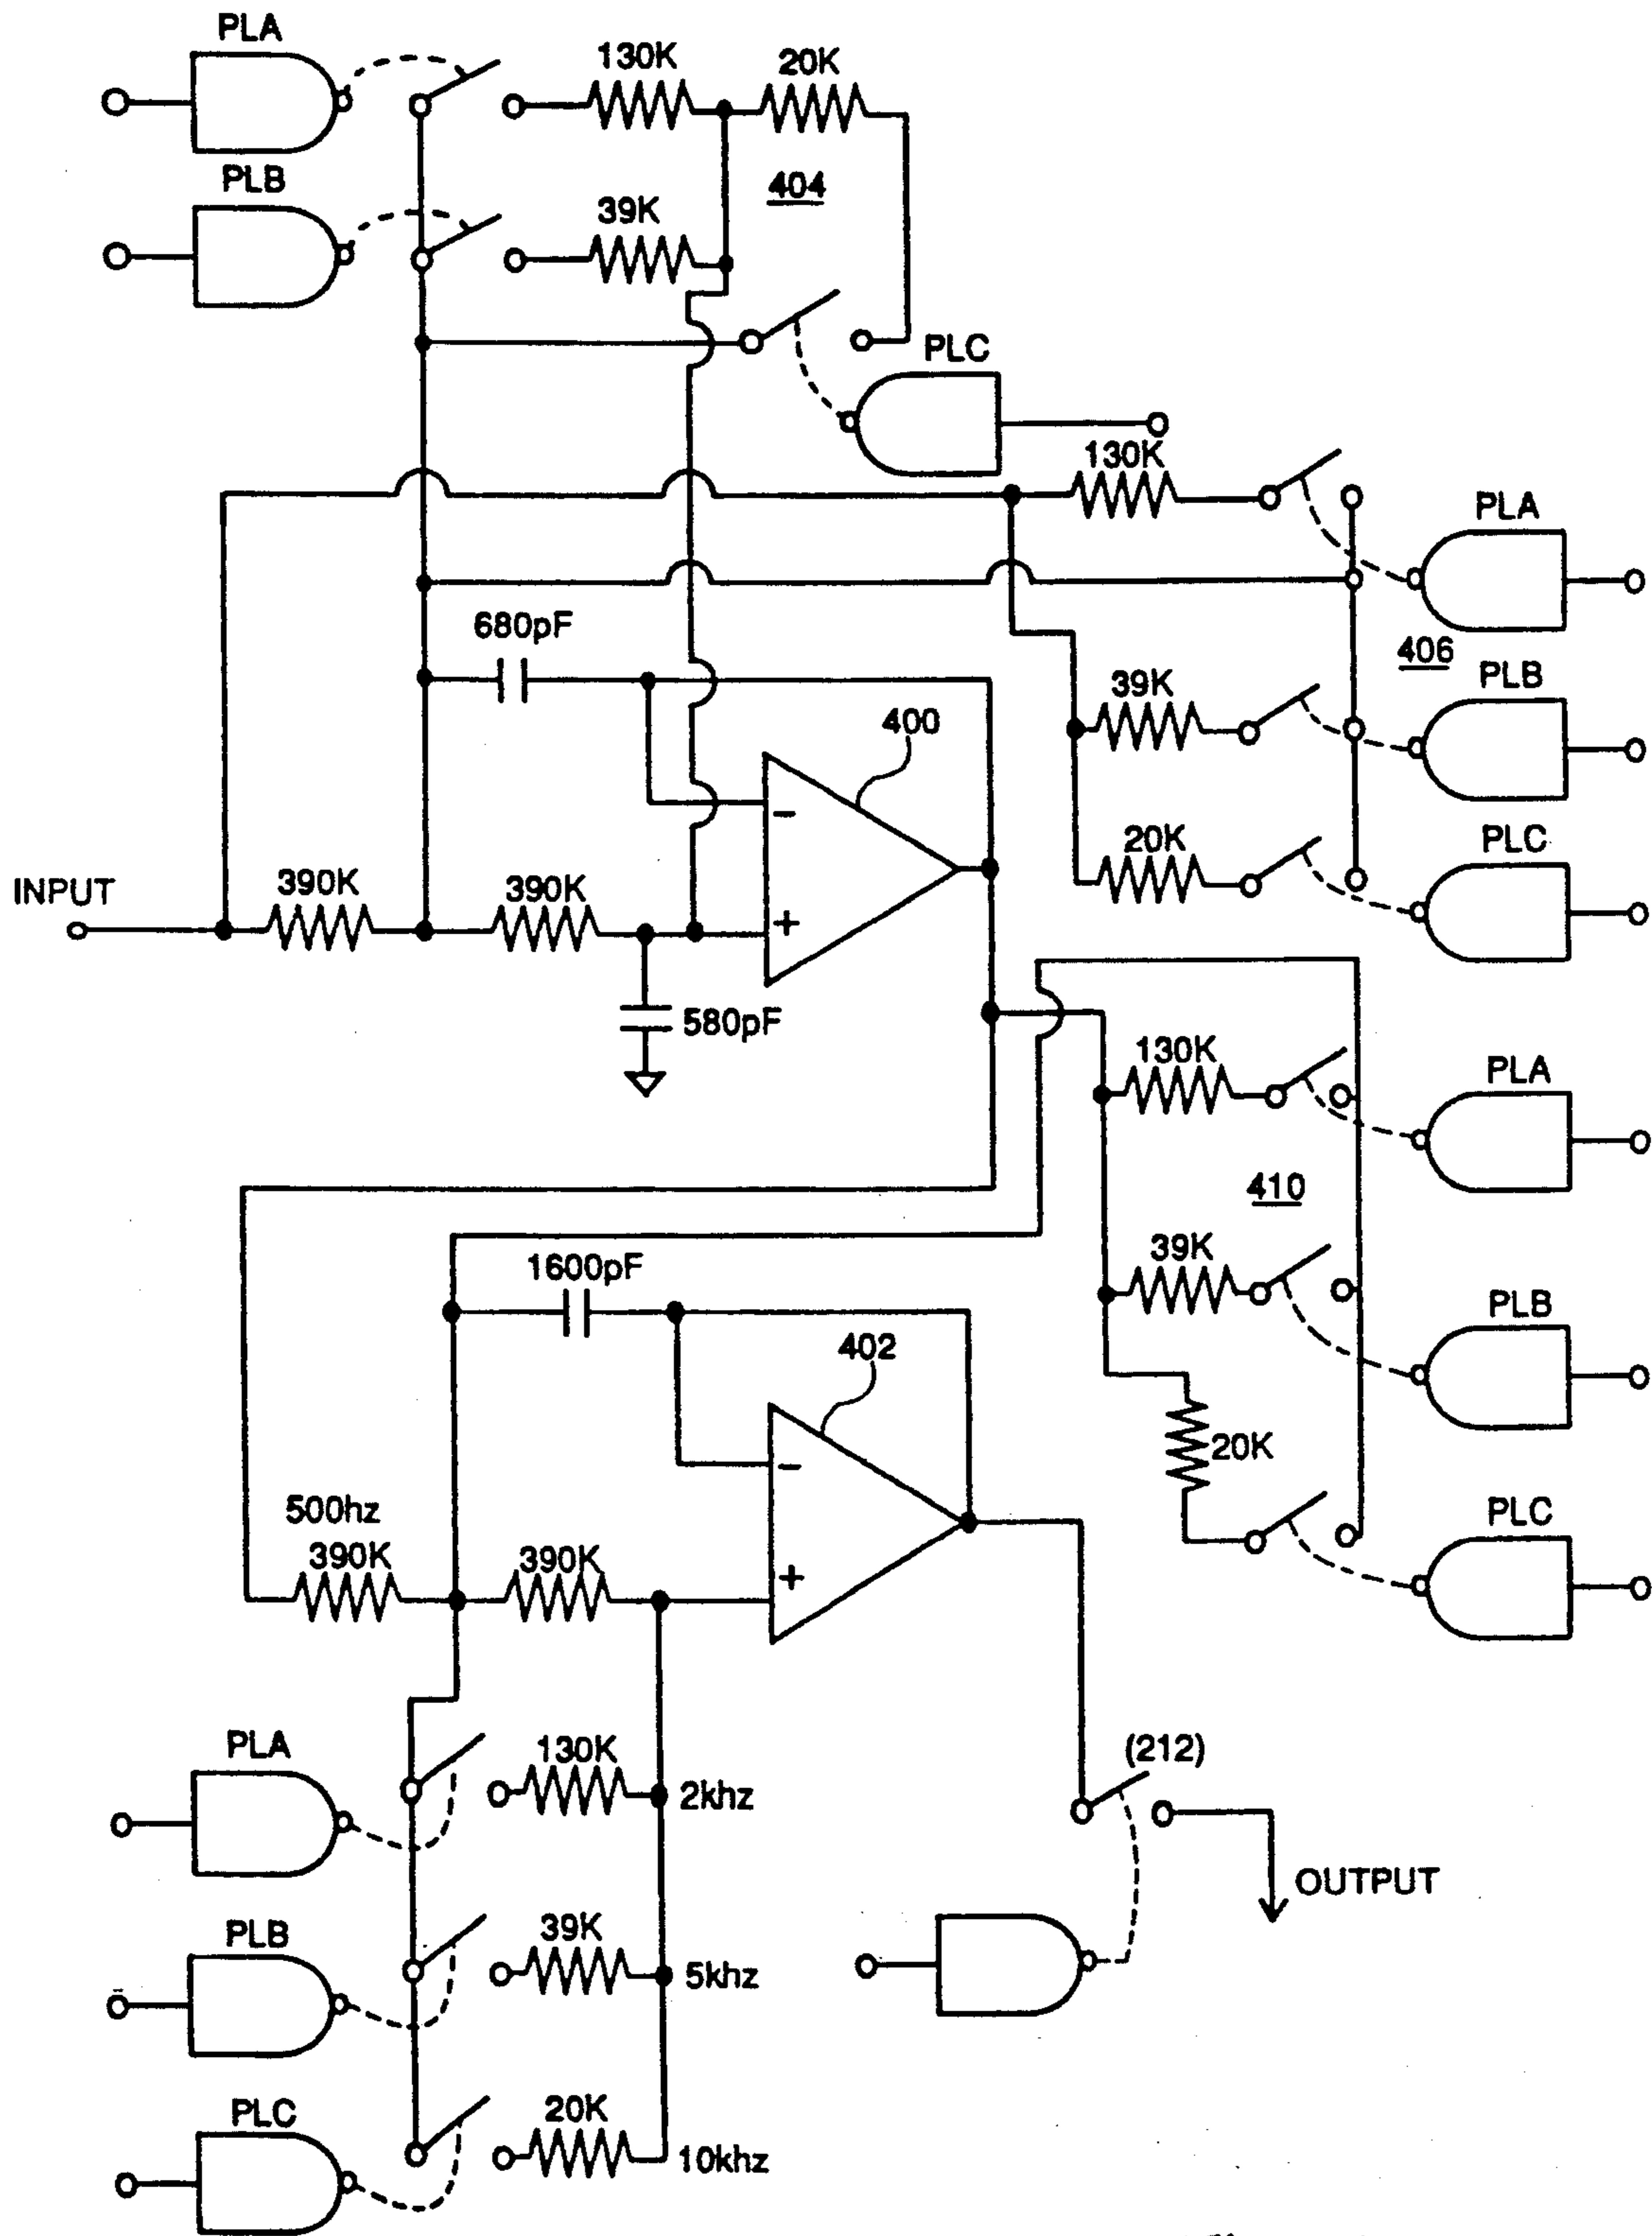 PLA
130K
20K
PLB
404
39K
PLC
130K
PLA
680pF
406
39K
PLB
400
−
20K
PLC
INPUT
390K
390K
+
580pF
130K
PLA
410
39K
1600pF
PLB
402
−
20K
500hz
PLC
390K
390K
+
PLA
130K
(212)
2khz
OUTPUT
PLB
39K
5khz
PLC
20K
10khz